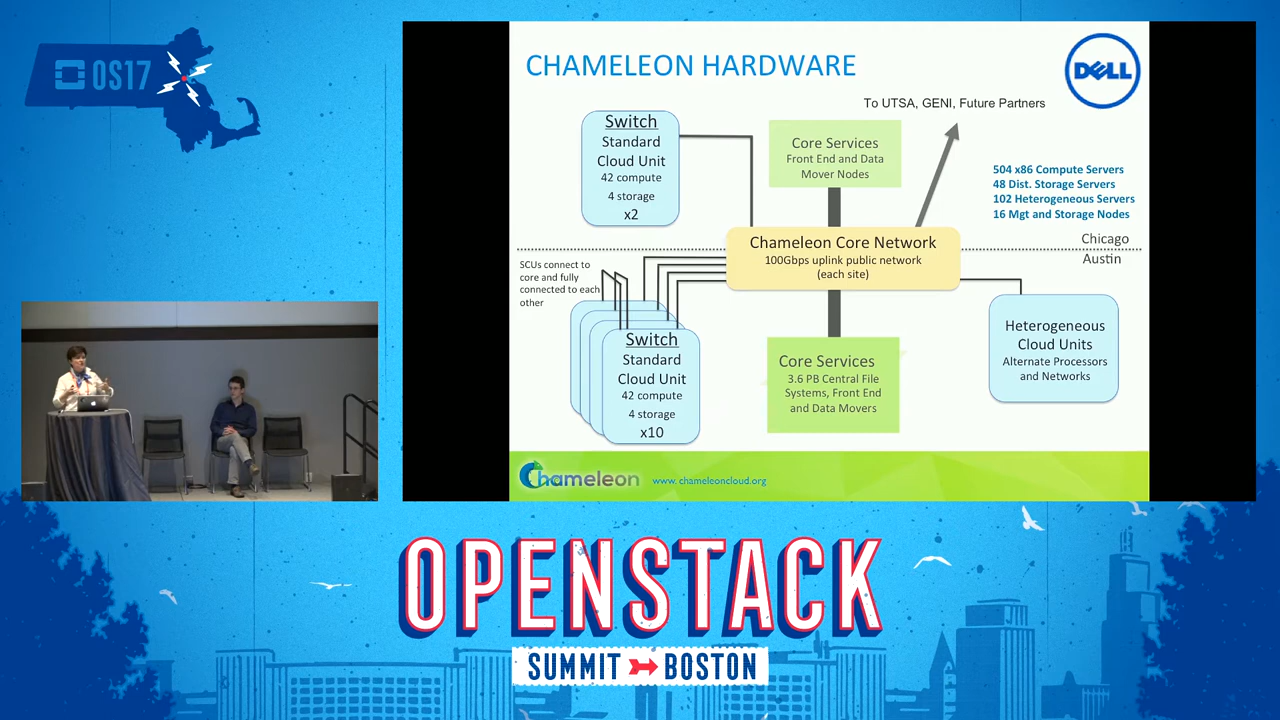 OS17
CHAMELEON HARDWARE
DELL
To UTSA, GENI, Future Partners
Switch
Standard
Cloud Unit
42 compute
4 storage
x2
Core Services
Front End and Data
Mover Nodes
504 x86 Compute Servers
48 Dist. Storage Servers
102 Heterogeneous Servers
16 Mgt and Storage Nodes
Chameleon Core Network
100Gbps uplink public network
(each site)
Chicago
Austin
SCUs connect to
core and fully
connected to each
other
Switch
Standard
Cloud Unit
42 compute
4 storage
x10
Core Services
3.6 PB Central File
Systems, Front End
and Data Movers
Heterogeneous
Cloud Units
Alternate Processors
and Networks
Chameleon
www. chameleoncloud.org
OPENSTACK
SUMMIT BOSTON